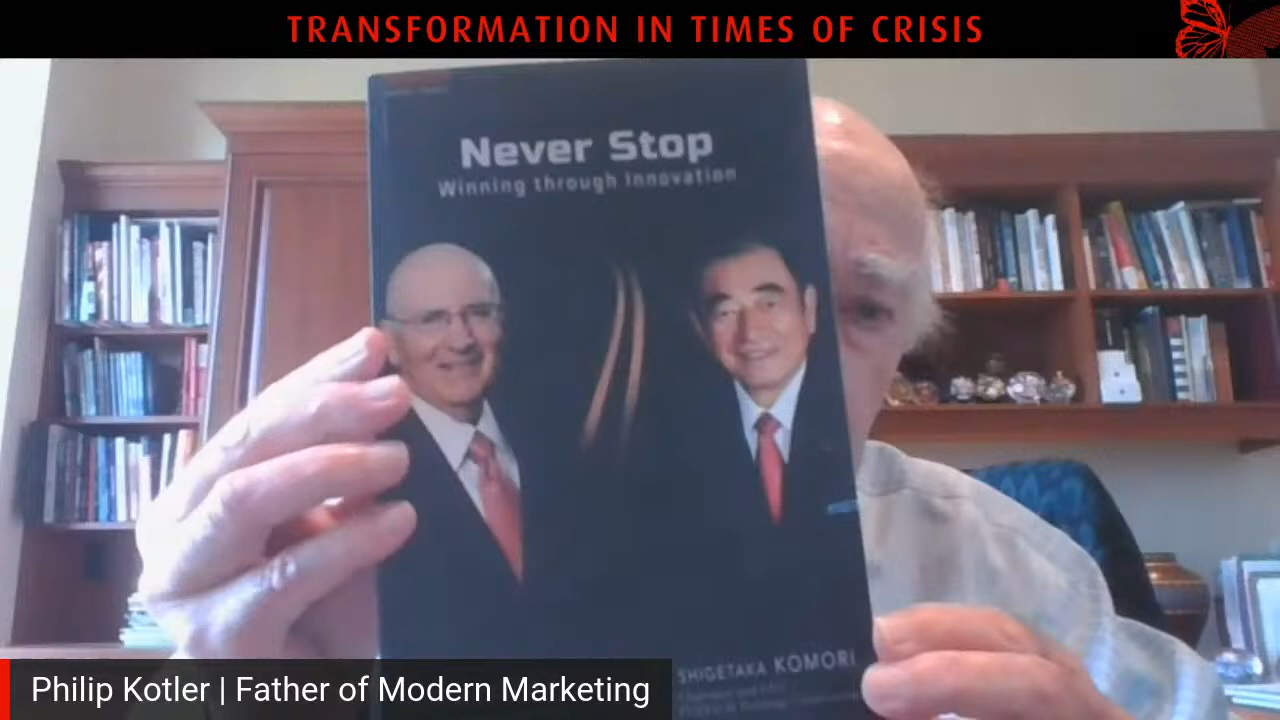 TRANSFORMATION IN TIMES OF CRISIS
Never Stop
Winning through Innovation
SHIGETAKA KOMORI
Philip Kotler | Father of Modern Marketing